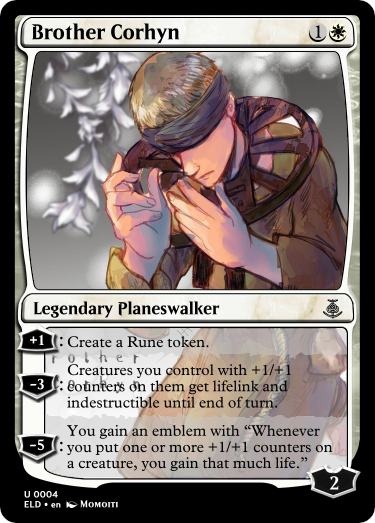 Brother Corhyn 1
Legendary Planeswalker
+1 : Create a Rune token.
other
Creatures you control with +1/+1
-3 : counters on them get lifelink and
indestructible until end of turn.
You gain an emblem with “Whenever
-5 : you put one or more +1/+1 counters on
a creature, you gain that much life.”
2
U 0004
ELD • en Momoiti